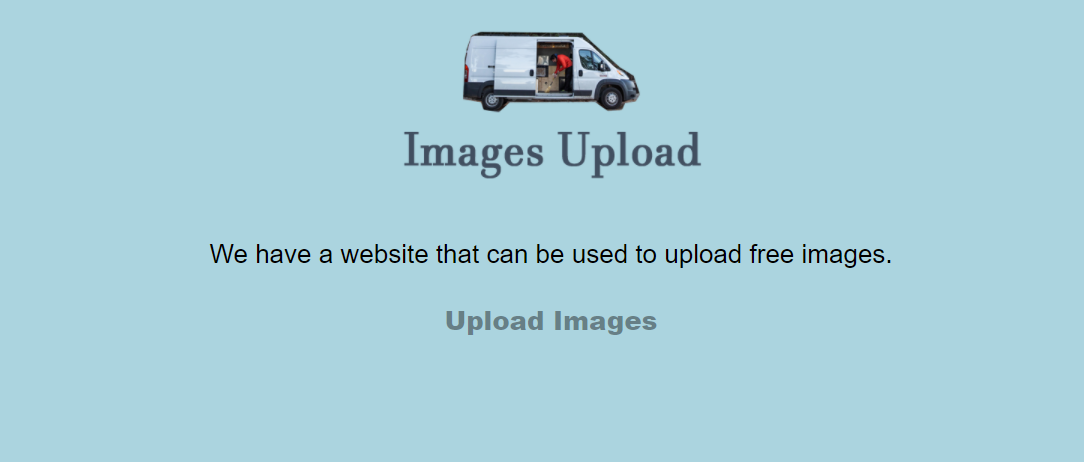 Images Upload
We have a website that can be used to upload free images.
Upload Images